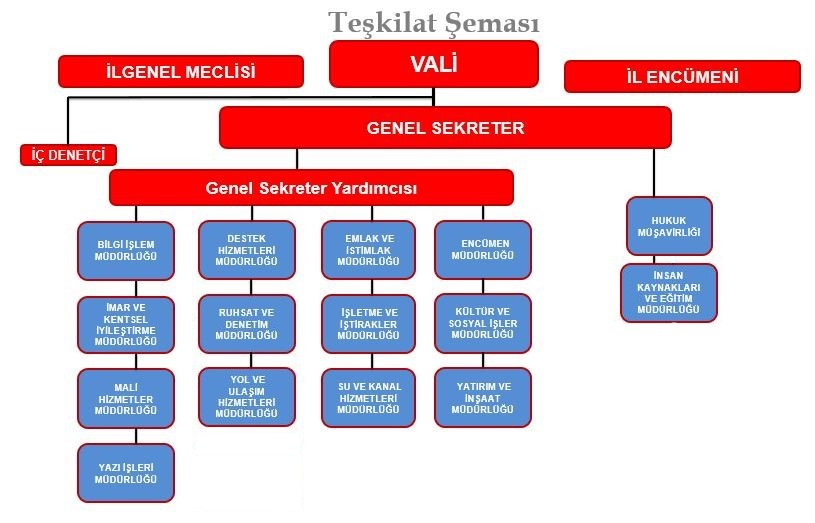 Teşkilat Şeması
İLGENEL MECLİSİ
VALİ
İL ENCÜMENİ
GENEL SEKRETER
İÇ DENETÇİ
Genel Sekreter Yardımcısı
BİLGİ İŞLEM
MÜDÜRLÜĞÜ
DESTEK
HİZMETLERİ
MÜDÜRLÜĞÜ
EMLAK VE
İSTİMLAK
MÜDÜRLÜĞÜ
ENCÜMEN
MÜDÜRLÜĞÜ
HUKUK
MÜŞAVİRLİĞİ
İMAR VE
KENTSEL
İYİLEŞTİRME
MÜDÜRLÜĞÜ
RUHSAT VE
DENETİM
MÜDÜRLÜĞÜ
İŞLETME VE
İŞTİRAKLER
MÜDÜRLÜĞÜ
KÜLTÜR VE
SOSYAL İŞLER
MÜDÜRLÜĞÜ
İNSAN
KAYNAKLARI
VE EĞİTİM
MÜDÜRLÜĞÜ
MALİ
HİZMETLER
MÜDÜRLÜĞÜ
YOL VE
ULAŞIM
HİZMETLERİ
MÜDÜRLÜĞÜ
SU VE KANAL
HİZMETLERİ
MÜDÜRLÜĞÜ
YATIRIM VE
İNŞAAT
MÜDÜRLÜĞÜ
YAZI İŞLERİ
MÜDÜRLÜĞÜ